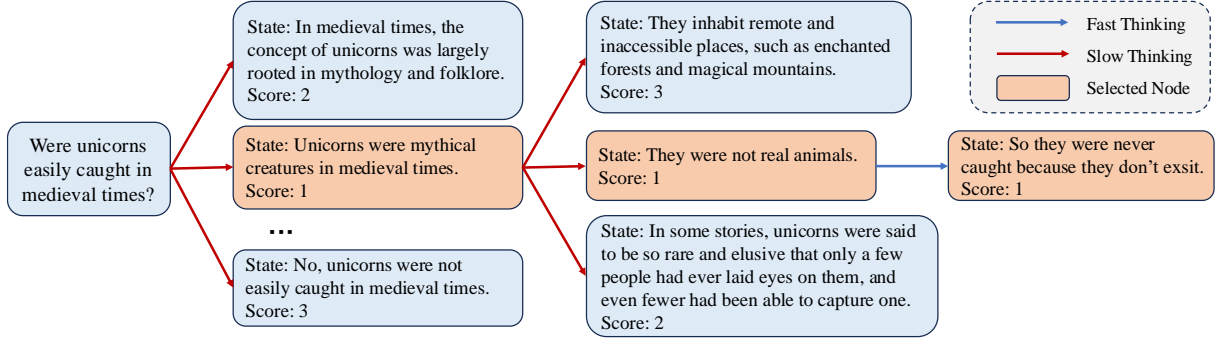 Were unicorns
easily caught in
medieval times?
State: In medieval times, the
concept of unicorns was largely
rooted in mythology and folklore.
Score: 2
State: Unicorns were mythical
creatures in medieval times.
Score: 1
...
State: No, unicorns were not
easily caught in medieval times.
Score: 3
State: They inhabit remote and
inaccessible places, such as enchanted
forests and magical mountains.
Score: 3
State: They were not real animals.
Score: 1
State: In some stories, unicorns were said
to be so rare and elusive that only a few
people had ever laid eyes on them, and
even fewer had been able to capture one.
Score: 2
State: So they were never
caught because they don’t exsit.
Score: 1
Fast Thinking
Slow Thinking
Selected Node